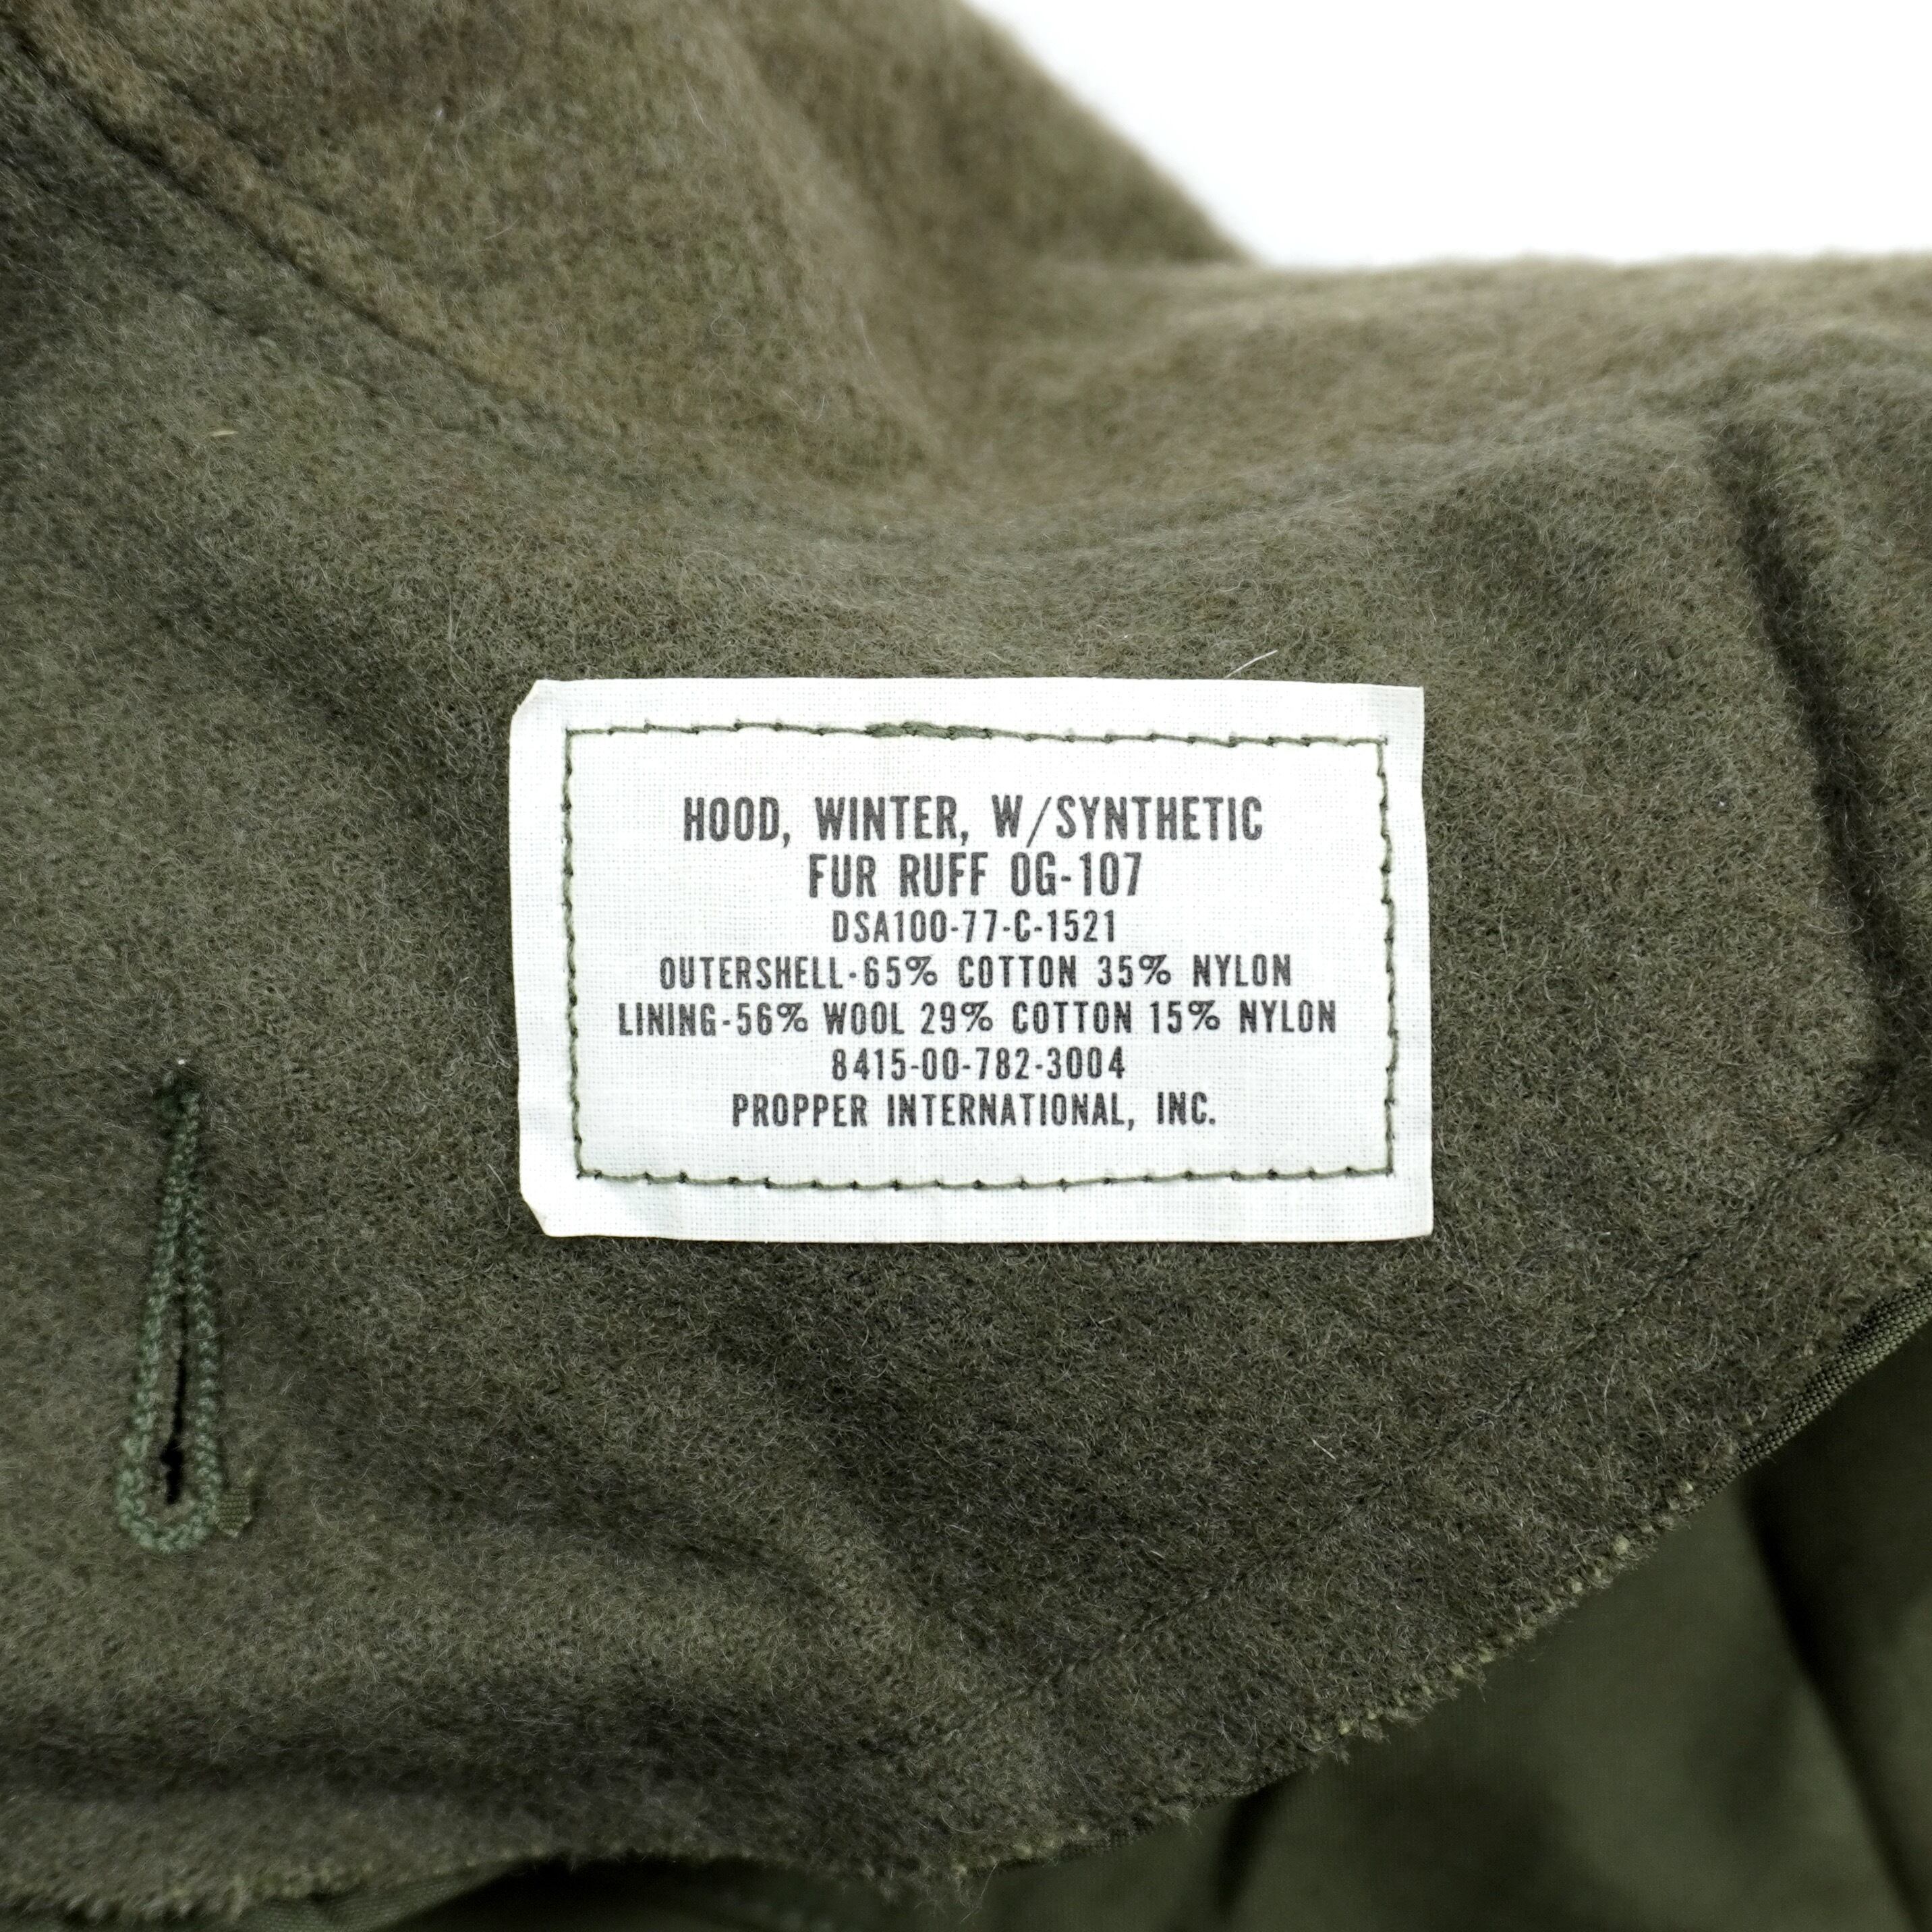 HOOD, WINTER, W/SYNTHETIC
FUR RUFF OG-107
DSA100-77-C-1521
OUTERSHELL-65% COTTON 35% NYLON
LINING-56% WOOL 29% COTTON 15% NYLON
8415-00-782-3004
PROPPER INTERNATIONAL, INC.